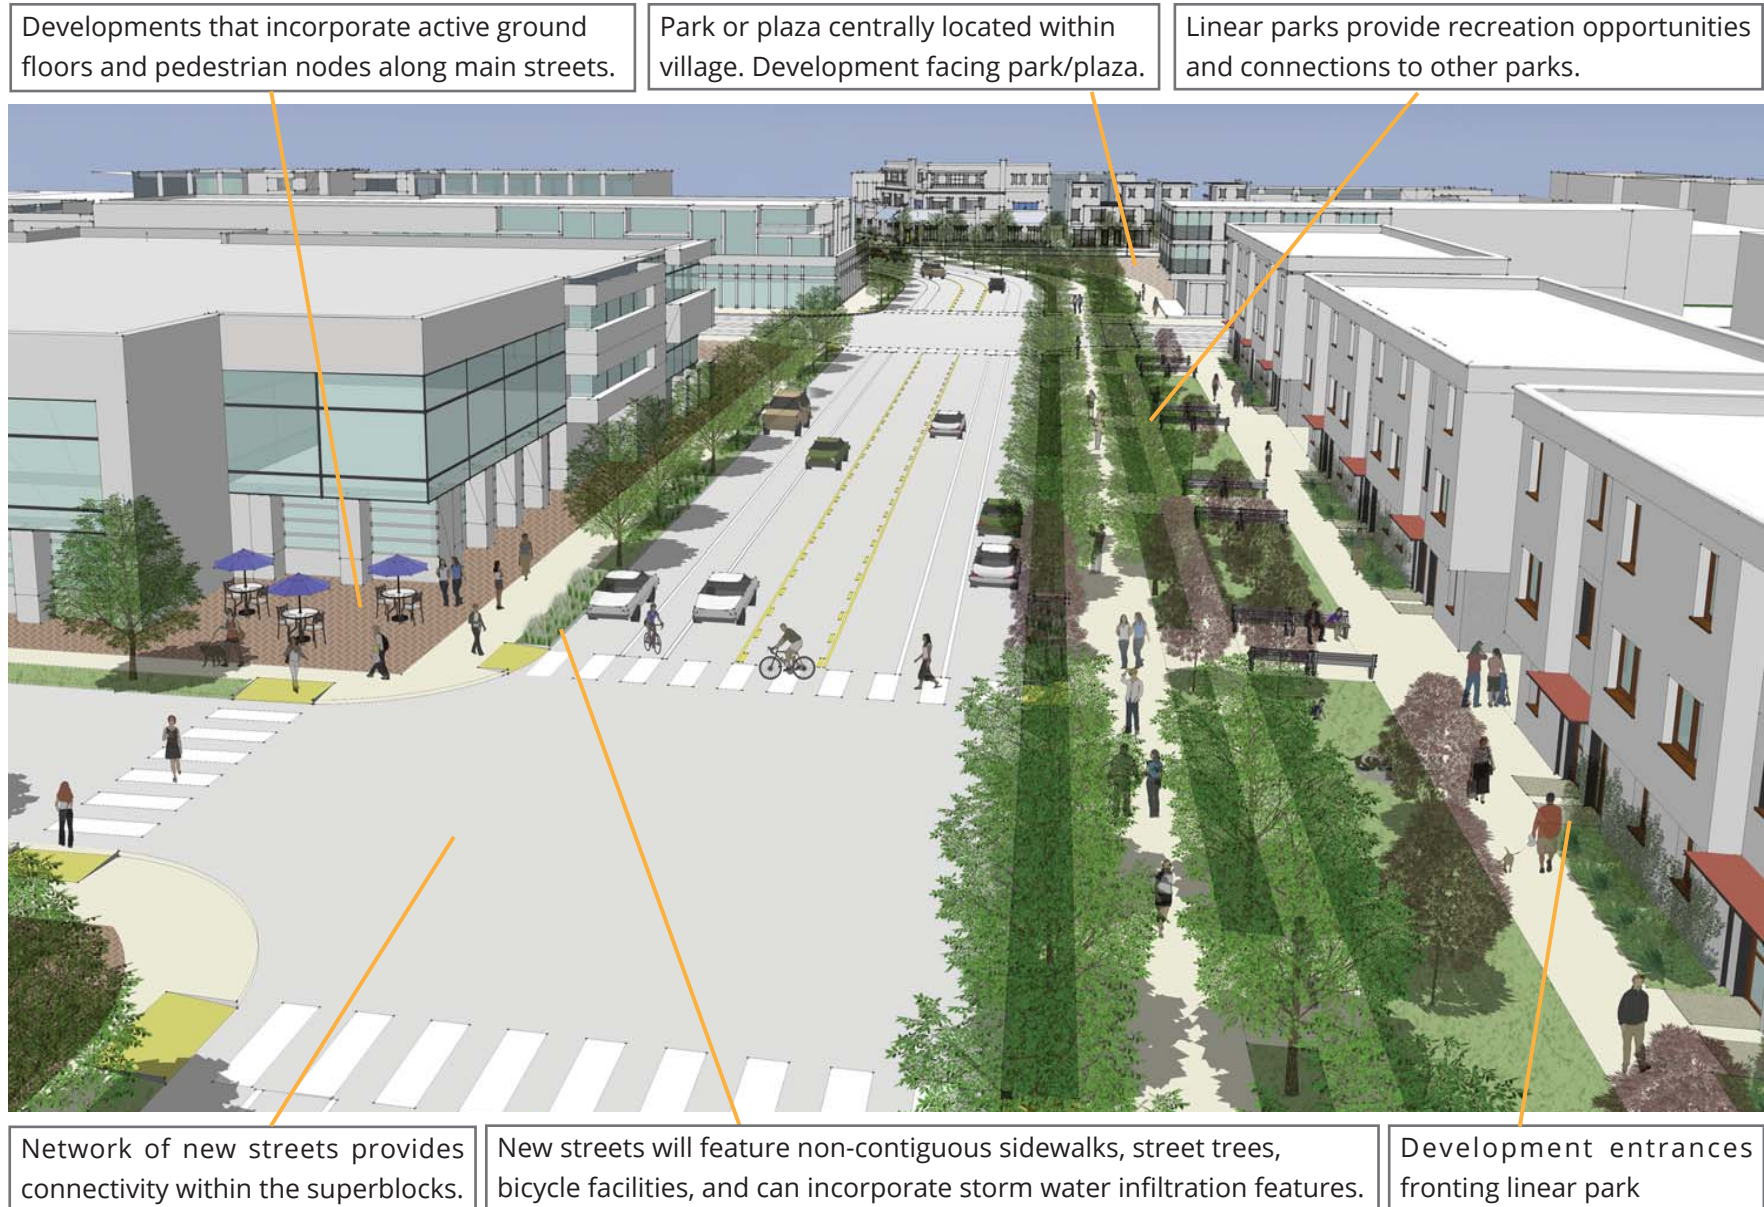 Developments that incorporate active ground
floors and pedestrian nodes along main streets.
Park or plaza centrally located within
village. Development facing park/plaza.
Linear parks provide recreation opportunities
and connections to other parks.
Network of new streets provides
connectivity within the superblocks.
New streets will feature non-contiguous sidewalks, street trees,
bicycle facilities, and can incorporate storm water infiltration features.
Development entrances
fronting linear park